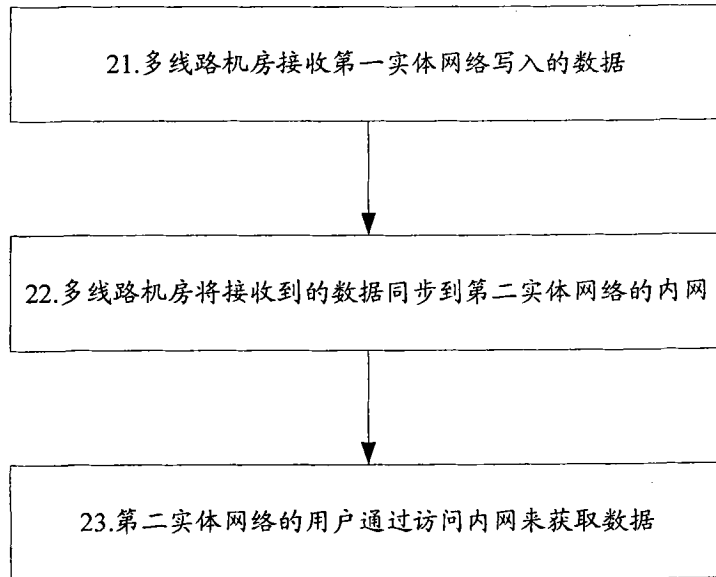 21.多线路机房接收第一实体网络写入的数据
22.多线路机房将接收到的数据同步到第二实体网络的内网
23.第二实体网络的用户通过访问内网来获取数据